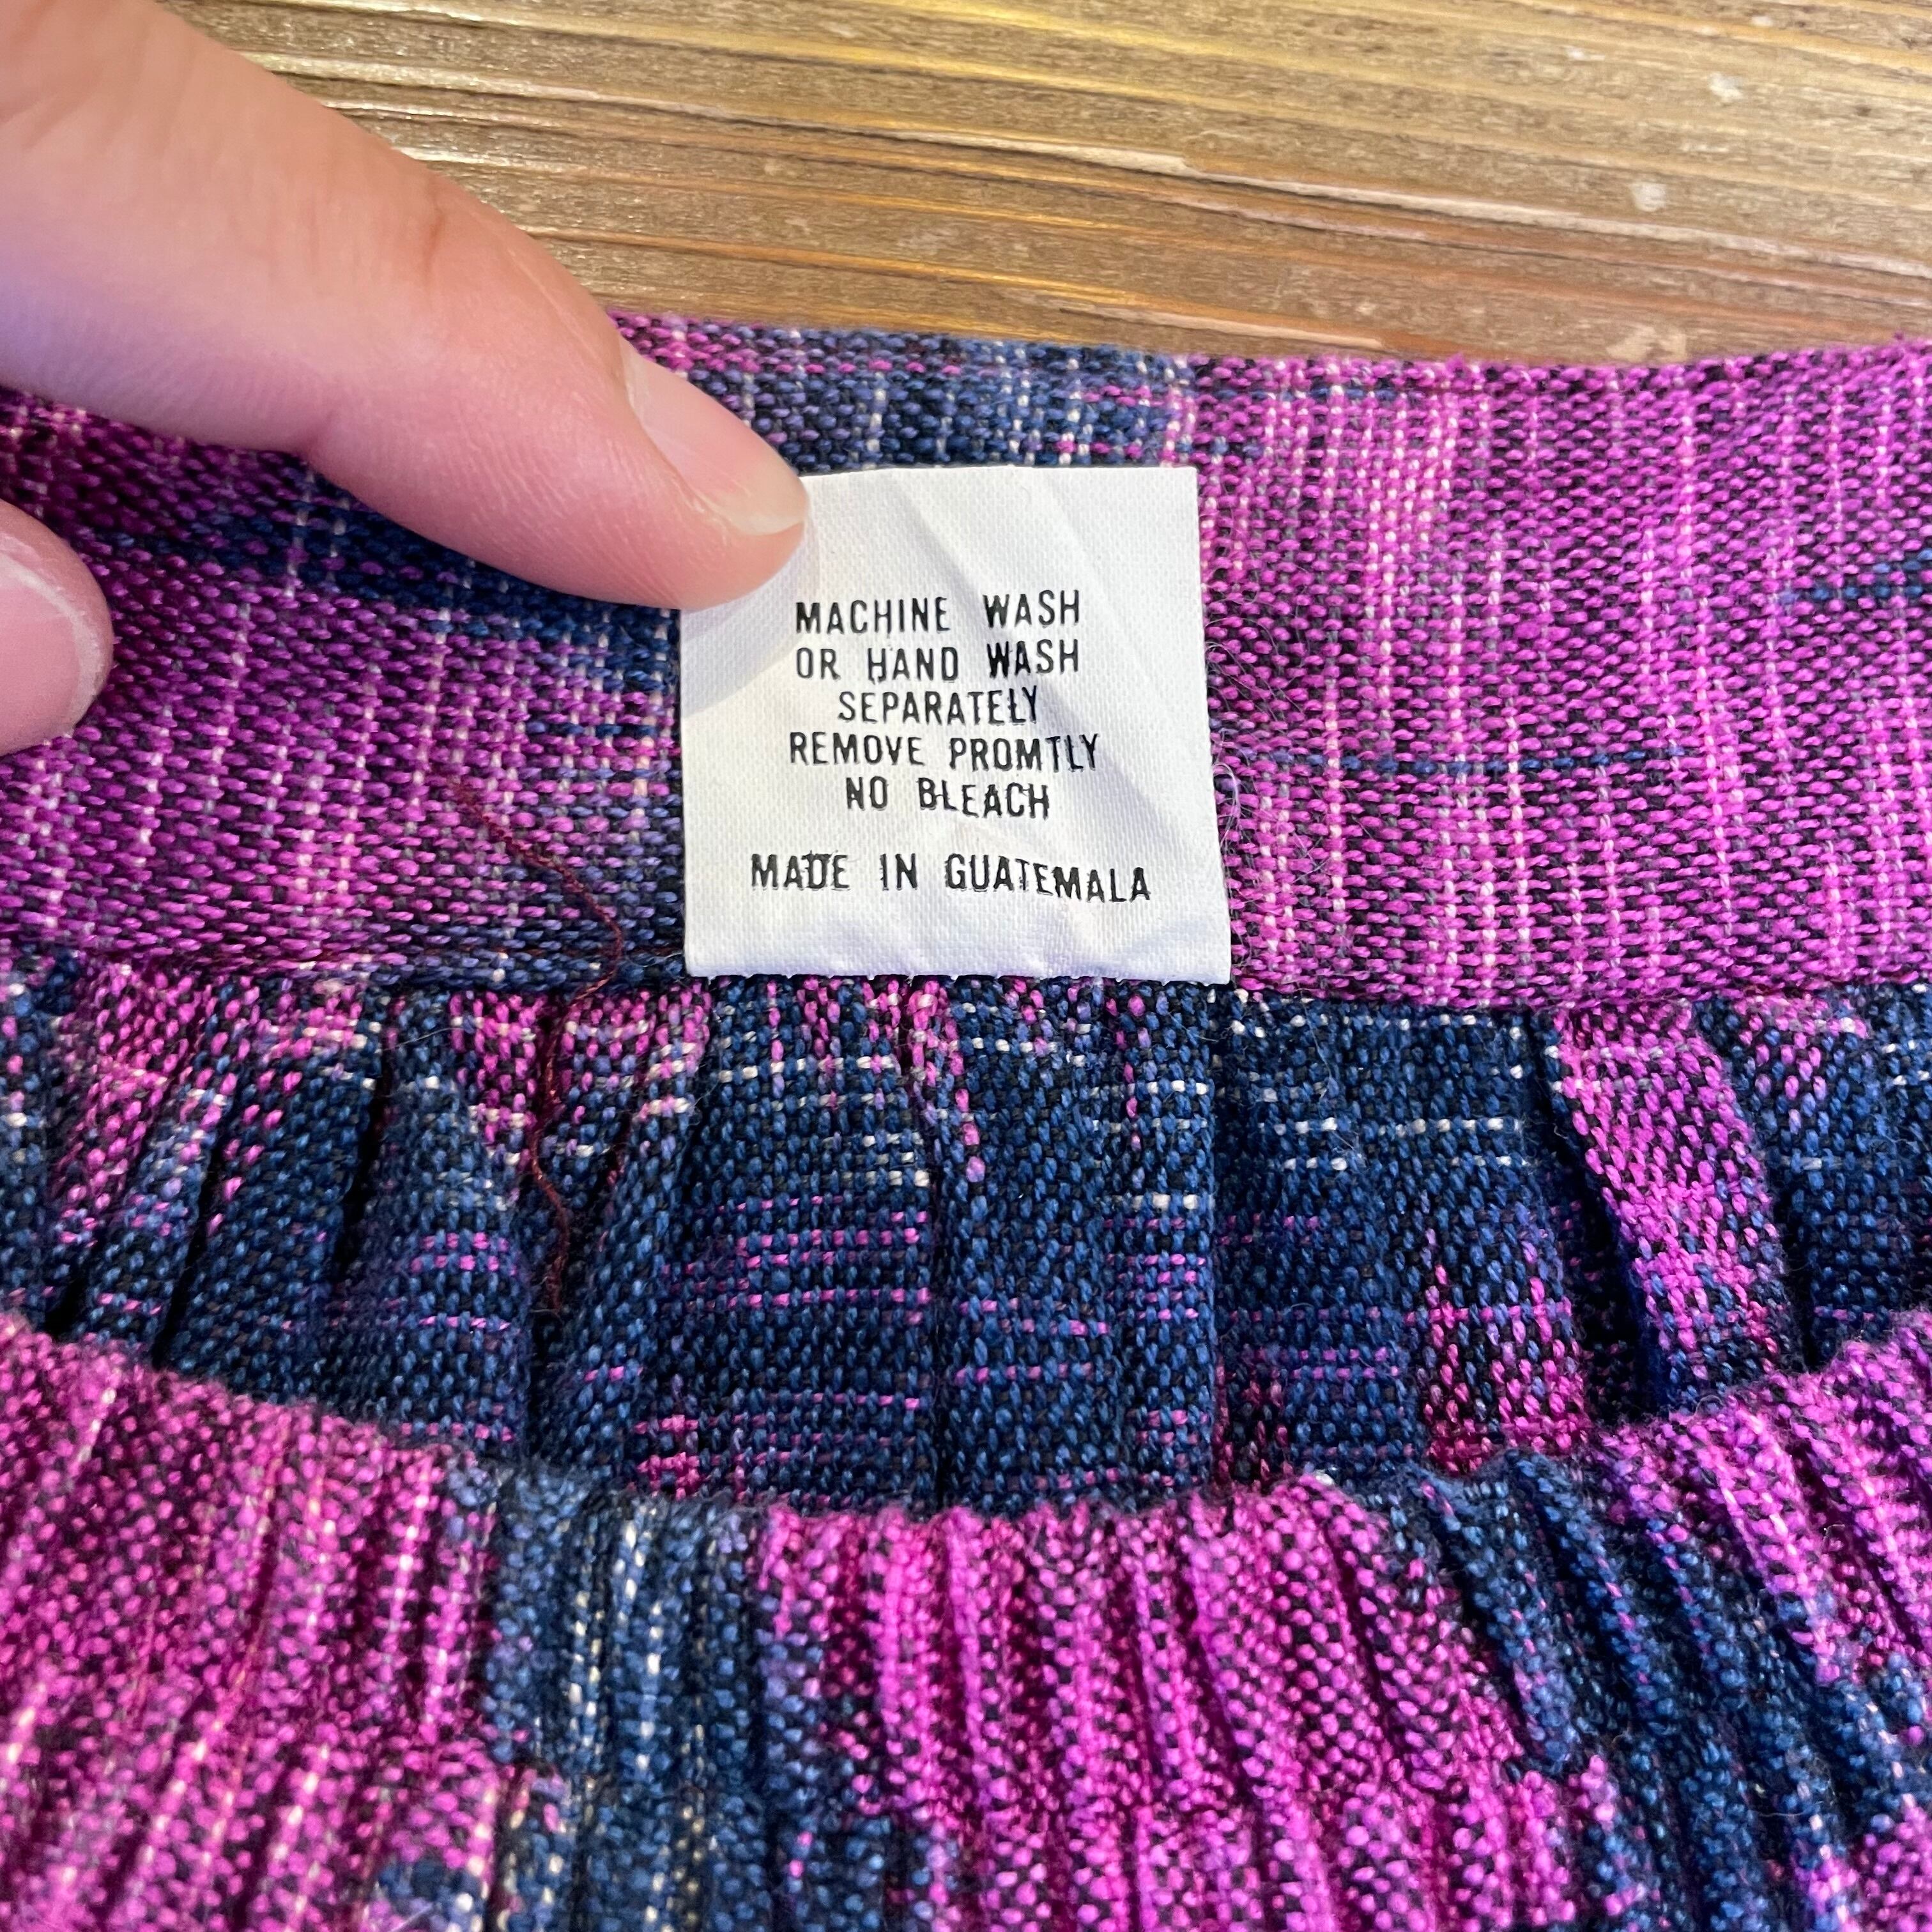 MACHINE WASH
OR HAND WASH
SEPARATELY
REMOVE PROMTLY
NO BLEACH
MADE IN GUATEMALA